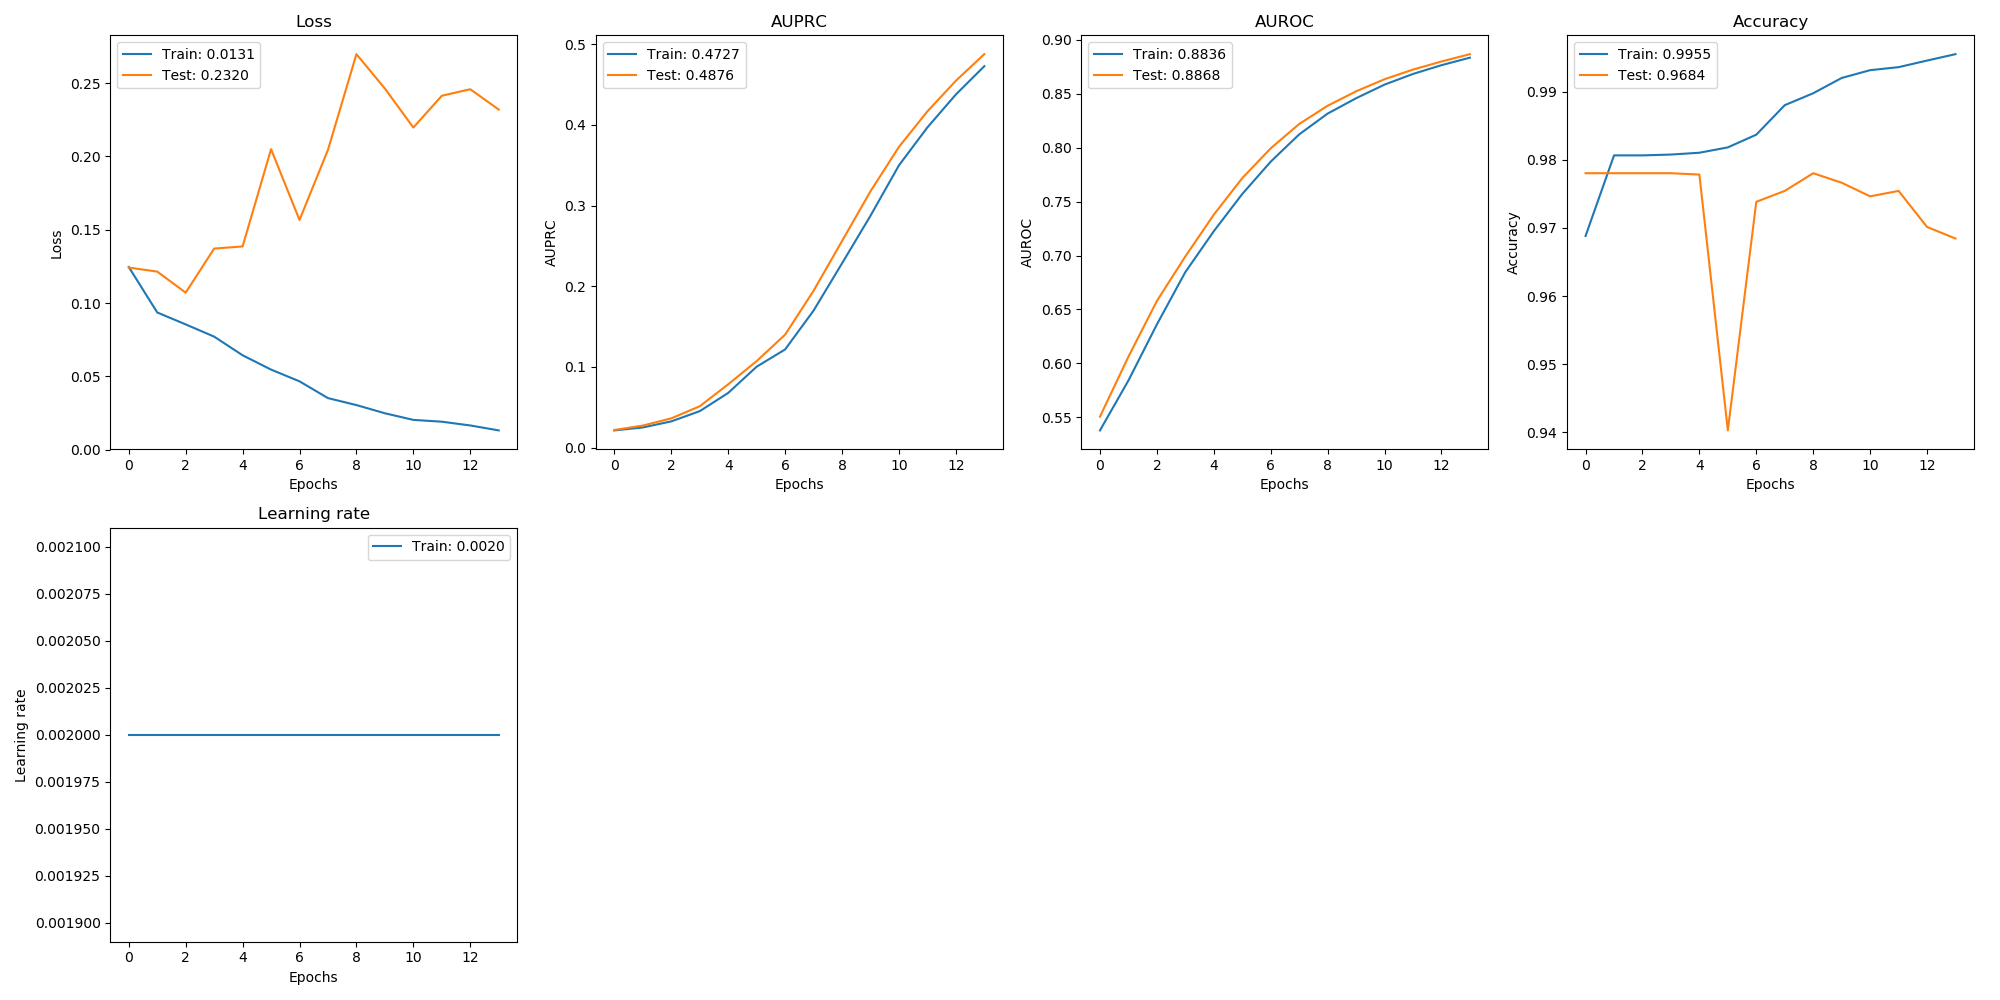 Loss
Train: 0.0131
Test: 0.2320
0.25
0.20
0.15
0.10
0.05
0.00
Loss
0 2 4 6 8 10 12
Epochs
AUPRC
Train: 0.4727
Test: 0.4876
0.5
0.4
0.3
0.2
0.1
0.0
AUPRC
0 2 4 6 8 10 12
Epochs
AUROC
Train: 0.8836
Test: 0.8868
0.90
0.85
0.80
0.75
0.70
0.65
0.60
0.55
AUROC
0 2 4 6 8 10 12
Epochs
Accuracy
Train: 0.9955
Test: 0.9684
0.99
0.98
0.97
0.96
0.95
0.94
Accuracy
0 2 4 6 8 10 12
Epochs
Learning rate
Train: 0.0020
0.002100
0.002075
0.002050
0.002025
0.002000
0.001975
0.001950
0.001925
0.001900
Learning rate
0 2 4 6 8 10 12
Epochs